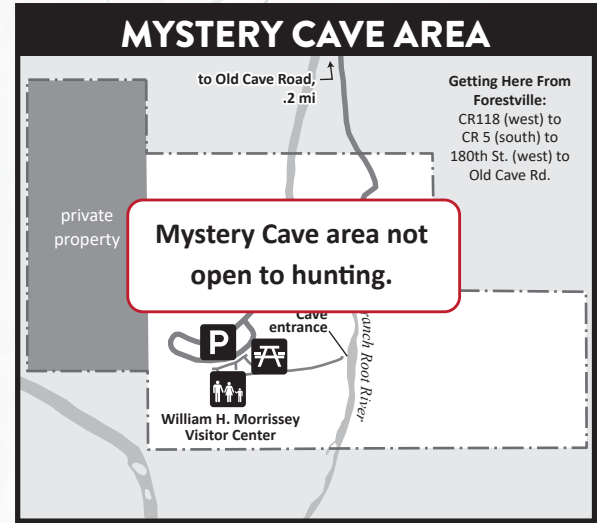 MYSTERY CAVE AREA
to Old Cave Road,
.2 mi
Getting Here From
Forestville:
CR118 (west) to
CR 5 (south) to
180th St. (west) to
Old Cave Rd.
private
property
Mystery Cave area not
open to hunting.
Cave
entrance
Root River
P
William H. Morrissey
Visitor Center